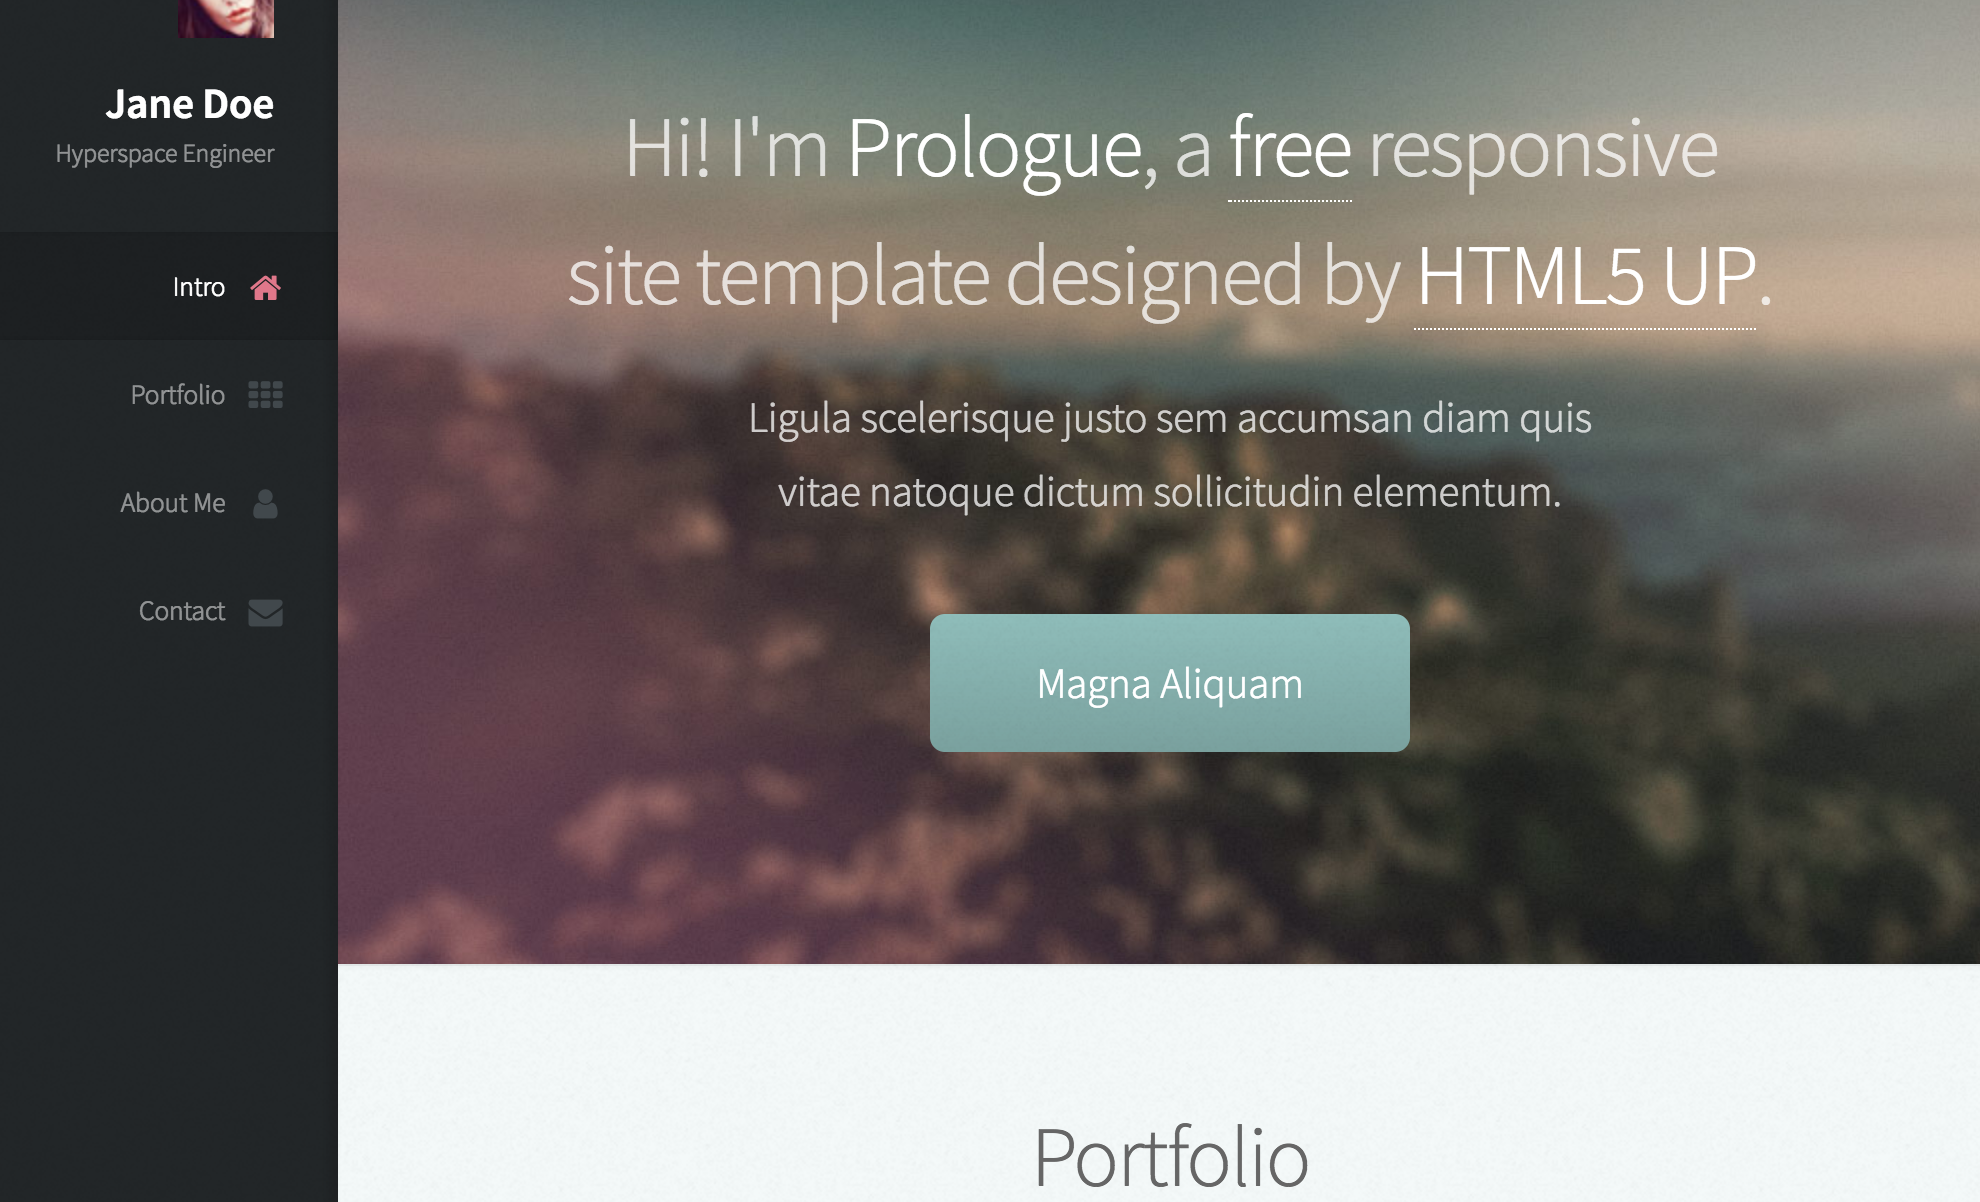 Jane Doe
Hyperspace Engineer
Intro
Portfolio
About Me
Contact
Hi! I'm Prologue, a free responsive
site template designed by HTML5 UP.
Ligula scelerisque justo sem accumsan diam quis
vitae natoque dictum sollicitudin elementum.
Magna Aliquam
Portfolio